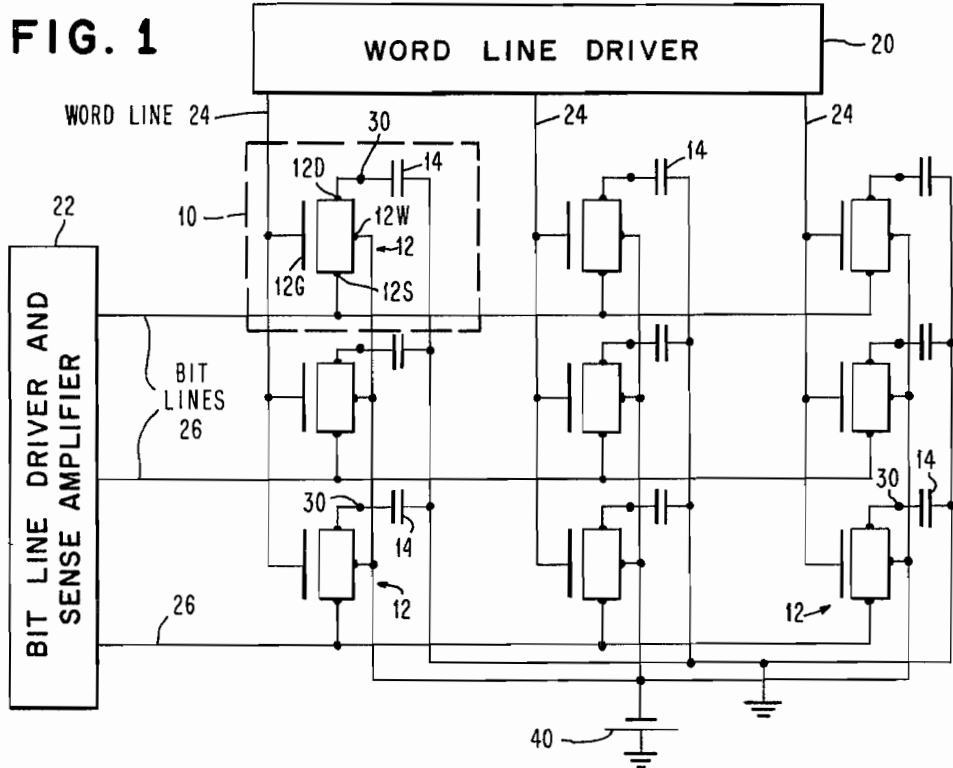 FIG. 1
WORD LINE DRIVER
20
WORD LINE 24
24
24
30
14
14
12D
10
12W
12
12G
12S
22
BIT LINE DRIVER AND
SENSE AMPLIFIER
BIT
LINES
26
30
14
12
30
14
12
26
40